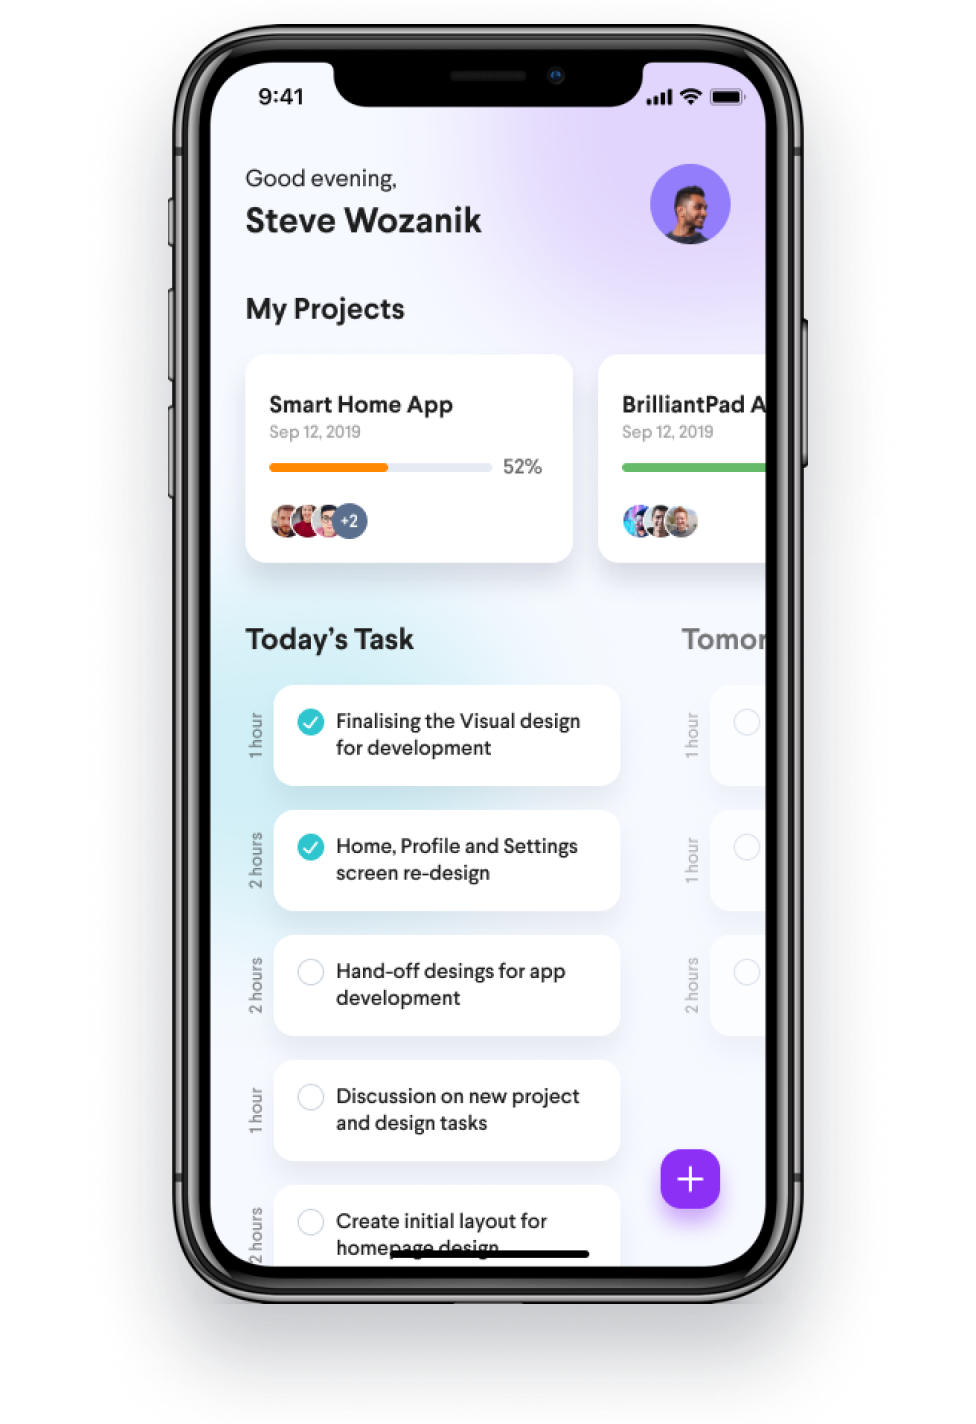 9:41
Good evening,
Steve Wozanik
My Projects
Smart Home App
Sep 12, 2019
52%
+2
BrilliantPad A
Sep 12, 2019
Today’s Task
1 hour
Finalising the Visual design
for development
2 hours
Home, Profile and Settings
screen re-design
2 hours
Hand-off desings for app
development
1 hour
Discussion on new project
and design tasks
2 hours
Create initial layout for
homepage design
Tomor
1 hour
1 hour
2 hours